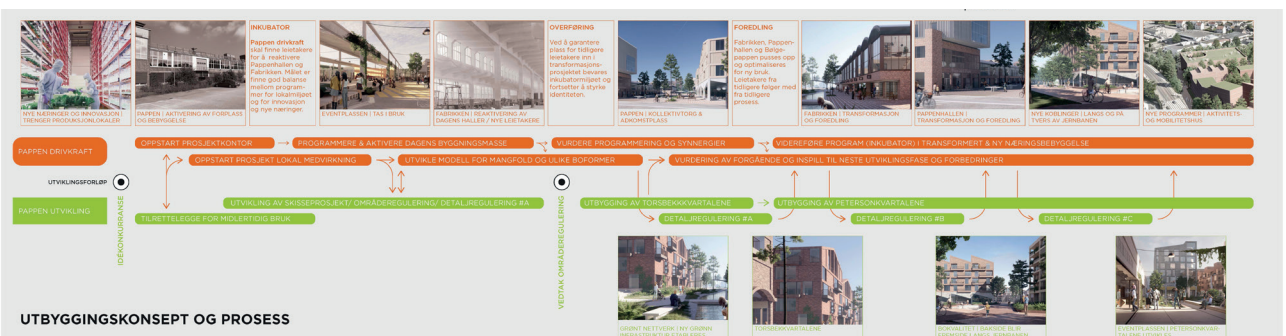 INKUBATOR
Pappen drivkraft
skal finne leietakere
for å reaktivere
Pappenhallen og
Fabrikken. Målet er
finne god balanse
mellom program-
mer for lokalmiljøet
og for innovasjon
og nye næringer.
OVERFØRING
Ved å garantere
plass for tidligere
leietakere inn i
transformasjons-
prosjektet bevares
inkubatormiljøet og
fortsetter å styrke
identiteten.
FOREDLING
Fabrikken, Pappen-
hallen og Bølge-
pappen pusses opp
og optimaliseres
for ny bruk.
Leietakere fra
tidligere følger med
fra tidligere
prosess.
NYE NÆRINGER OG INNOVASJON |
TRENGER PRODUKSJONLOKALER
PAPPEN | AKTIVERING AV FORPLASS
OG BEBYGGELSE
EVENTPLASSEN | TAS I BRUK
FABRIKKEN | REAKTIVERING AV
DAGENS HALLER / NYE LEIETAKERE
PAPPEN | KOLLEKTIVTORG &
ADKOMSTPLASS
FABRIKKEN | TRANSFORMASJON
OG FOREDLING
PAPPENHALLEN |
TRANSFORMASJON OG FOREDLING
NYE KOBLINGER | LANGS OG PÅ
TVERS AV JERNBANEN
NYE PROGRAMMER | AKTIVITETS-
OG MOBILITETSHUS
PAPPEN DRIVKRAFT
OPPSTART PROSJEKTKONTOR
PROGRAMMERE & AKTIVERE DAGENS BYGGNINGSMASSE
VURDERE PROGRAMMERING OG SYNNERGIER
VIDEREFØRE PROGRAM (INKUBATOR) I TRANSFORMERT & NY NÆRINGSBEBYGGELSE
OPPSTART PROSJEKT LOKAL MEDVIRKNING
UTVIKLE MODELL FOR MANGFOLD OG ULIKE BOFORMER
VURDERING AV FORGÅENDE OG INSPILL TIL NESTE UTVIKLINGSFASE OG FORBEDRINGER
UTVIKLINGSFORLØP
IDÉKONKURRANSE
VEDTAK OMRÅDEREGULERING
PAPPEN UTVIKLING
UTVIKLING AV SKISSEPROSJEKT/ OMRÅDEREGULERING/ DETALJREGULERING #A
UTBYGGING AV TORSBEKKKVARTALENE
UTBYGGING AV PETERSONKVARTALENE
TILRETTELEGGE FOR MIDLERTIDIG BRUK
DETALJREGULERING #A
DETALJREGULERING #B
DETALJREGULERING #C
UTBYGGINGSKONSEPT OG PROSESS
GRØNT NETTVERK | NY GRØNN
TORSBEKKVARTALENE
BOKVALITET | BAKSIDE BLIR
EVENTPLASSEN | PETERSONKVAR-